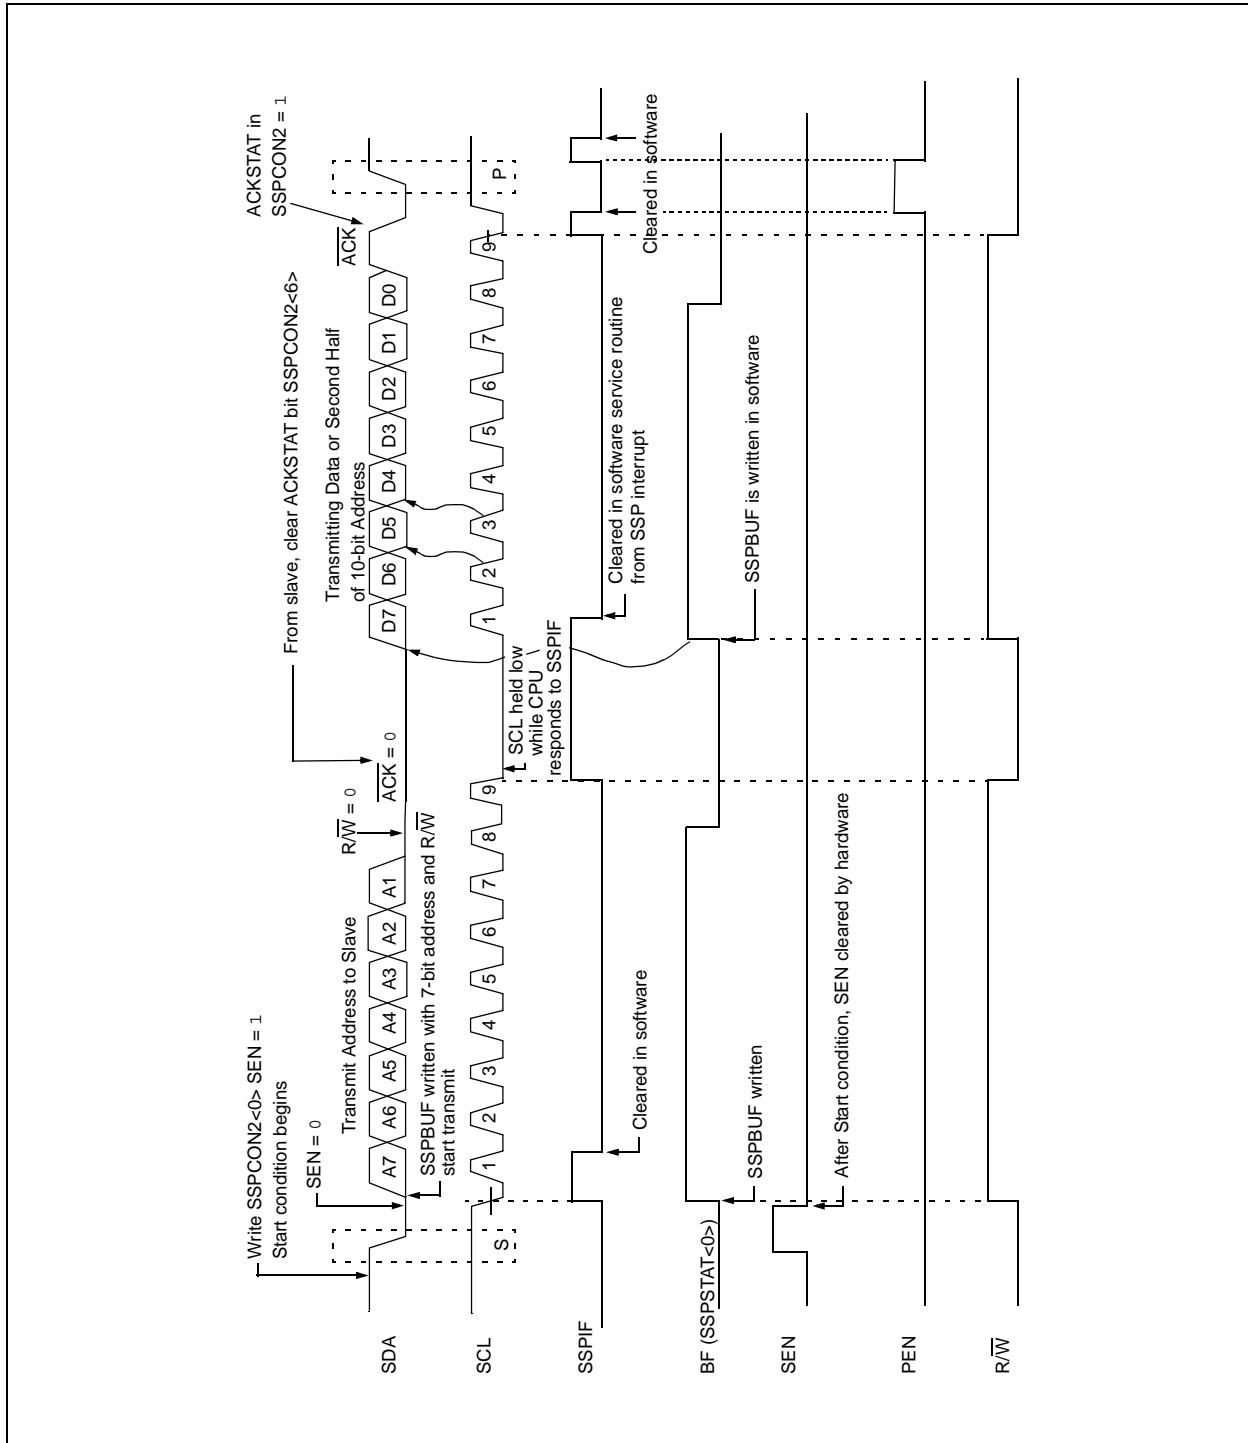 Write SSPCON2<0> SEN = 1
Start condition begins
SEN = 0
Transmit Address to Slave
R/W = 0
From slave, clear ACKSTAT bit SSPCON2<6>
ACK = 0
Transmitting Data or Second Half
of 10-bit Address
ACK
ACKSTAT in
SSPCON2 = 1
SDA
A7 A6 A5 A4 A3 A2 A1
D7 D6 D5 D4 D3 D2 D1 D0
SSPBUF written with 7-bit address and R/W
start transmit
SCL
S
1 2 3 4 5 6 7 8 9
1 2 3 4 5 6 7 8 9
P
SCL held low
while CPU
responds to SSPIF
SSPIF
Cleared in software
Cleared in software service routine
from SSP interrupt
Cleared in software
BF (SSPSTAT<0>)
SSPBUF written
SSPBUF is written in software
SEN
After Start condition, SEN cleared by hardware
PEN
R/W